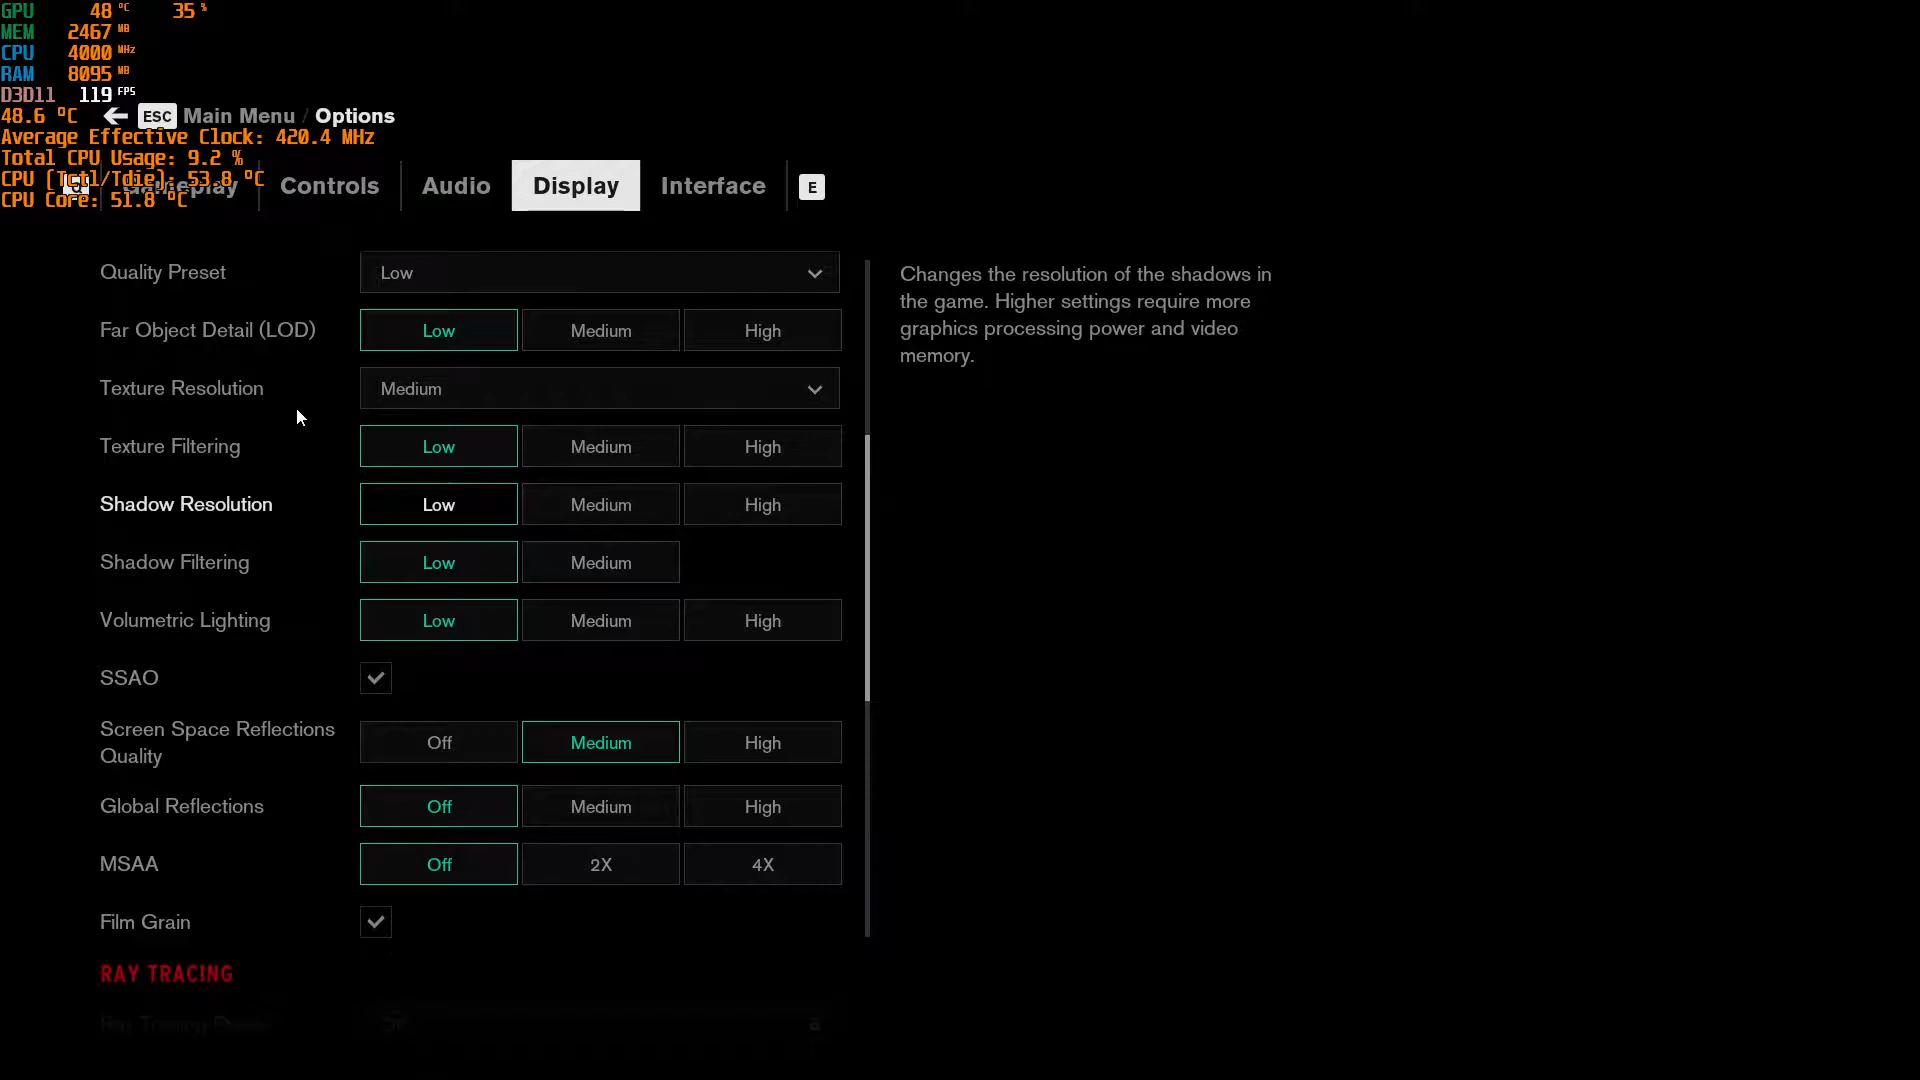 GPU 48 °C 35 %
MEM 2467 MB
CPU 4000 MHz
RAM 8095 MB
D3D11 119 FPS
48.6 °C
ESC Main Menu / Options
Average Effective Clock: 420.4 MHz
Total CPU Usage: 9.2 %
CPU [Tctl/Tdie]: 53.8 °C
CPU Core: 51.8 °C
Q Gameplay Controls Audio Display Interface E
Quality Preset Low
Far Object Detail (LOD) Low Medium High
Texture Resolution Medium
Texture Filtering Low Medium High
Shadow Resolution Low Medium High
Shadow Filtering Low Medium
Volumetric Lighting Low Medium High
SSAO
Screen Space Reflections
Quality Off Medium High
Global Reflections Off Medium High
MSAA Off 2X 4X
Film Grain
RAY TRACING
Changes the resolution of the shadows in
the game. Higher settings require more
graphics processing power and video
memory.